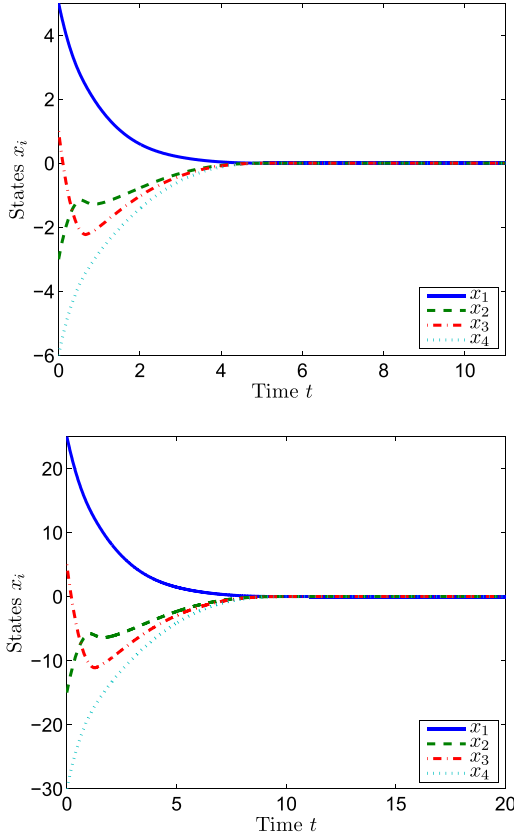 4
2
0
−2
−4
−6
States x_i
0 2 4 6 8 10
Time t
x_1
x_2
x_3
x_4
20
10
0
−10
−20
−30
States x_i
0 5 10 15 20
Time t
x_1
x_2
x_3
x_4